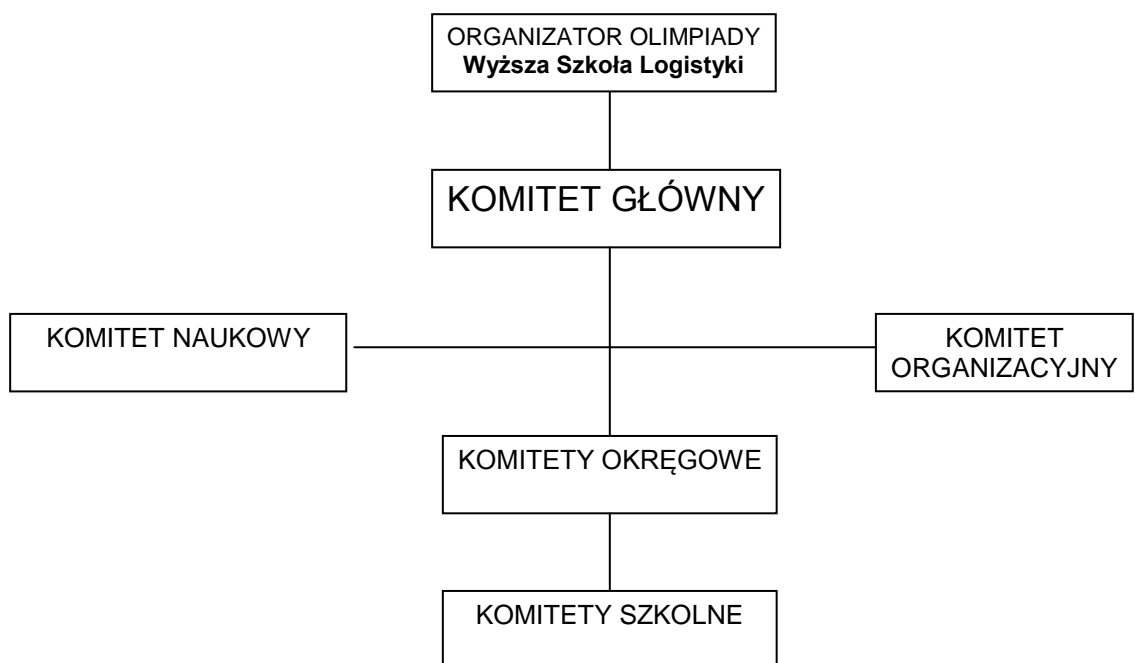 ORGANIZATOR OLIMPIADY
Wyższa Szkoła Logistyki
KOMITET GŁÓWNY
KOMITET NAUKOWY
KOMITET
ORGANIZACYJNY
KOMITETY OKRĘGOWE
KOMITETY SZKOLNE